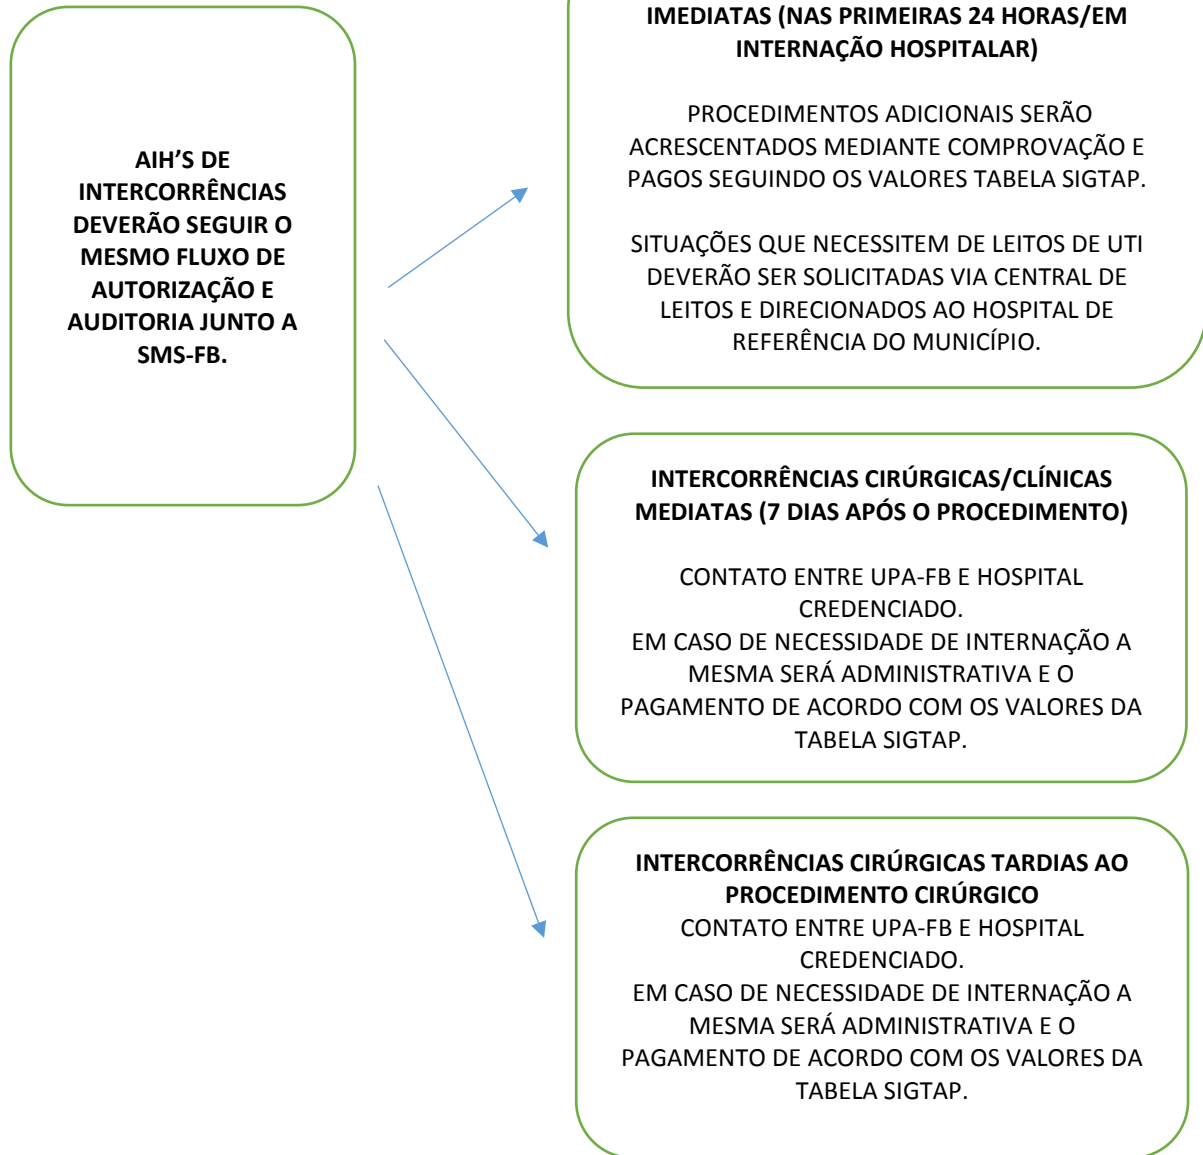 AIH'S DE
INTERCORRÊNCIAS
DEVERÃO SEGUIR O
MESMO FLUXO DE
AUTORIZAÇÃO E
AUDITORIA JUNTO A
SMS-FB.
IMEDIATAS (NAS PRIMEIRAS 24 HORAS/EM
INTERNAÇÃO HOSPITALAR)
PROCEDIMENTOS ADICIONAIS SERÃO
ACRESCENTADOS MEDIANTE COMPROVAÇÃO E
PAGOS SEGUINDO OS VALORES TABELA SIGTAP.
SITUAÇÕES QUE NECESSITEM DE LEITOS DE UTI
DEVERÃO SER SOLICITADAS VIA CENTRAL DE
LEITOS E DIRECIONADOS AO HOSPITAL DE
REFERÊNCIA DO MUNICÍPIO.
INTERCORRÊNCIAS CIRÚRGICAS/CLÍNICAS
MEDIATAS (7 DIAS APÓS O PROCEDIMENTO)
CONTATO ENTRE UPA-FB E HOSPITAL
CREDENCIADO.
EM CASO DE NECESSIDADE DE INTERNAÇÃO A
MESMA SERÁ ADMINISTRATIVA E O
PAGAMENTO DE ACORDO COM OS VALORES DA
TABELA SIGTAP.
INTERCORRÊNCIAS CIRÚRGICAS TARDIAS AO
PROCEDIMENTO CIRÚRGICO
CONTATO ENTRE UPA-FB E HOSPITAL
CREDENCIADO.
EM CASO DE NECESSIDADE DE INTERNAÇÃO A
MESMA SERÁ ADMINISTRATIVA E O
PAGAMENTO DE ACORDO COM OS VALORES DA
TABELA SIGTAP.